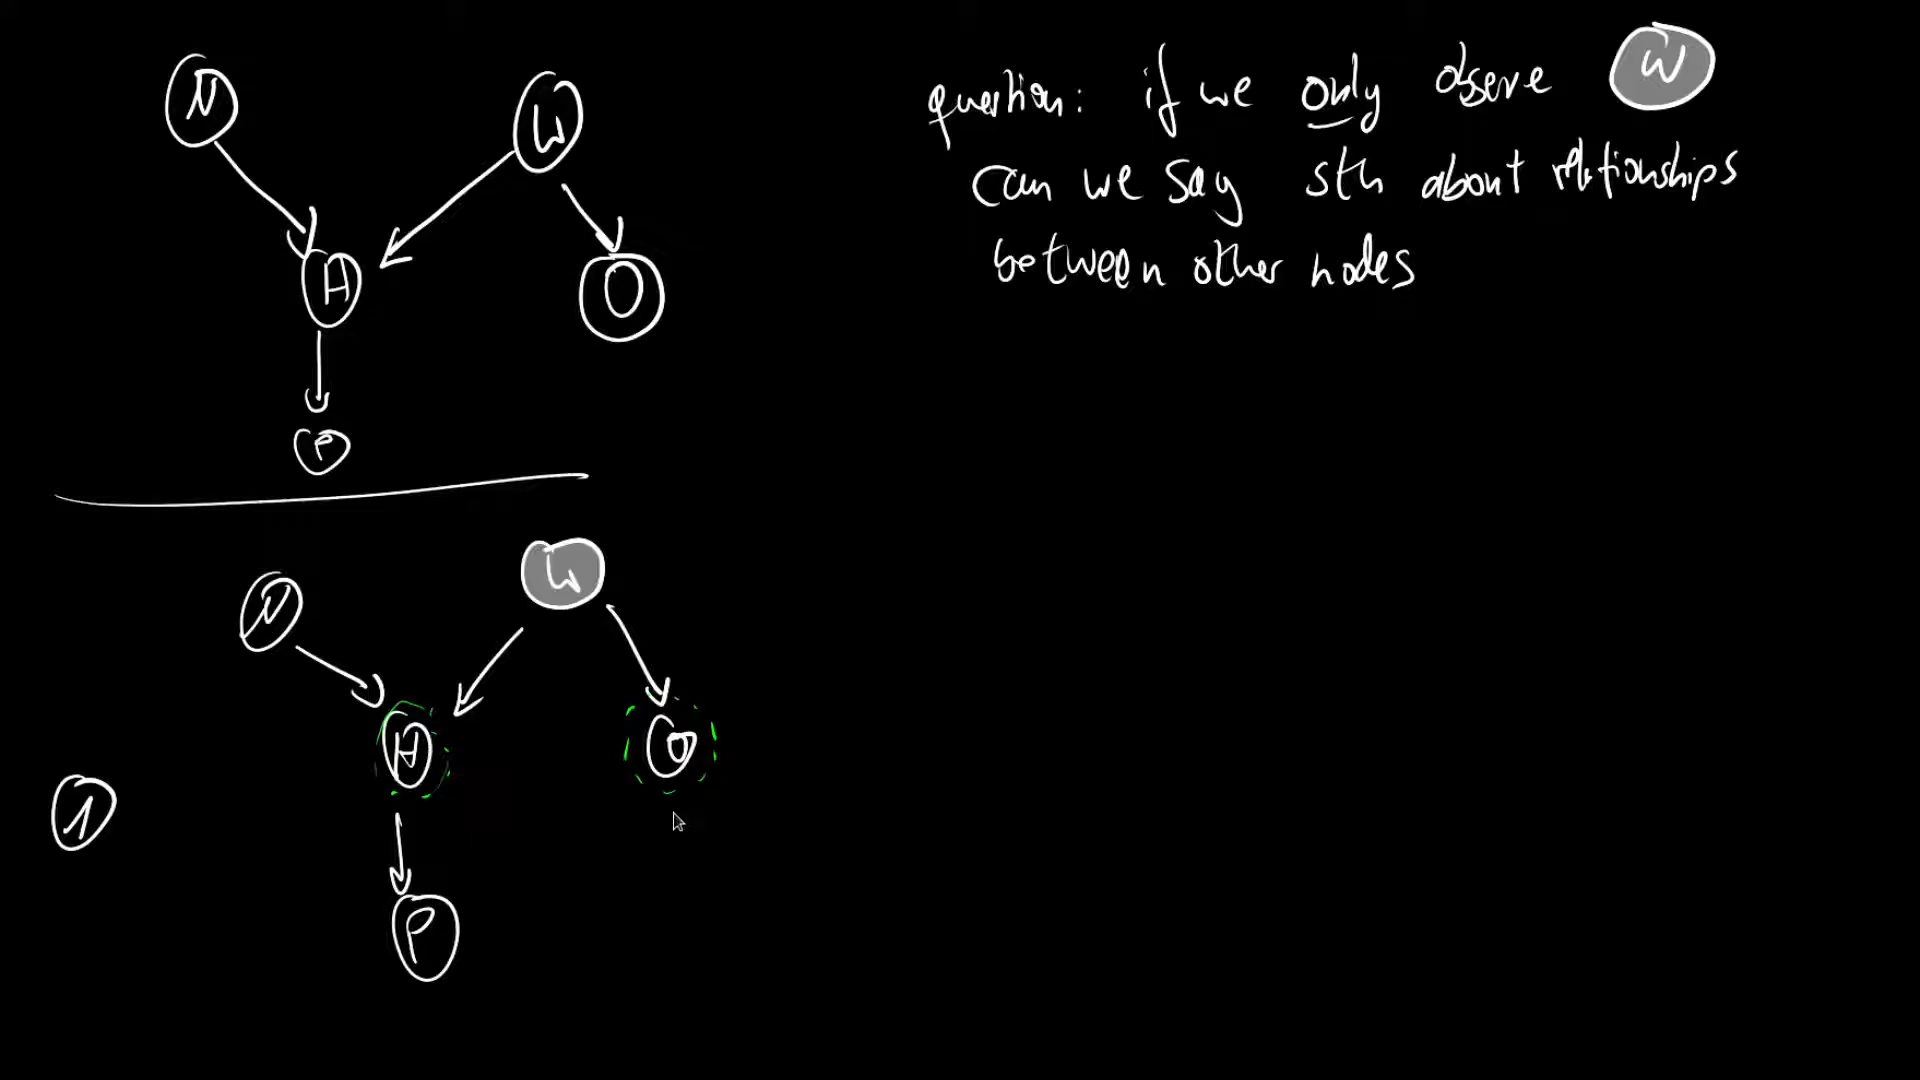 question: if we only observe W
can we say sth about relationships
between other nodes
N
W
H
O
P
W
N
H
O
1
P